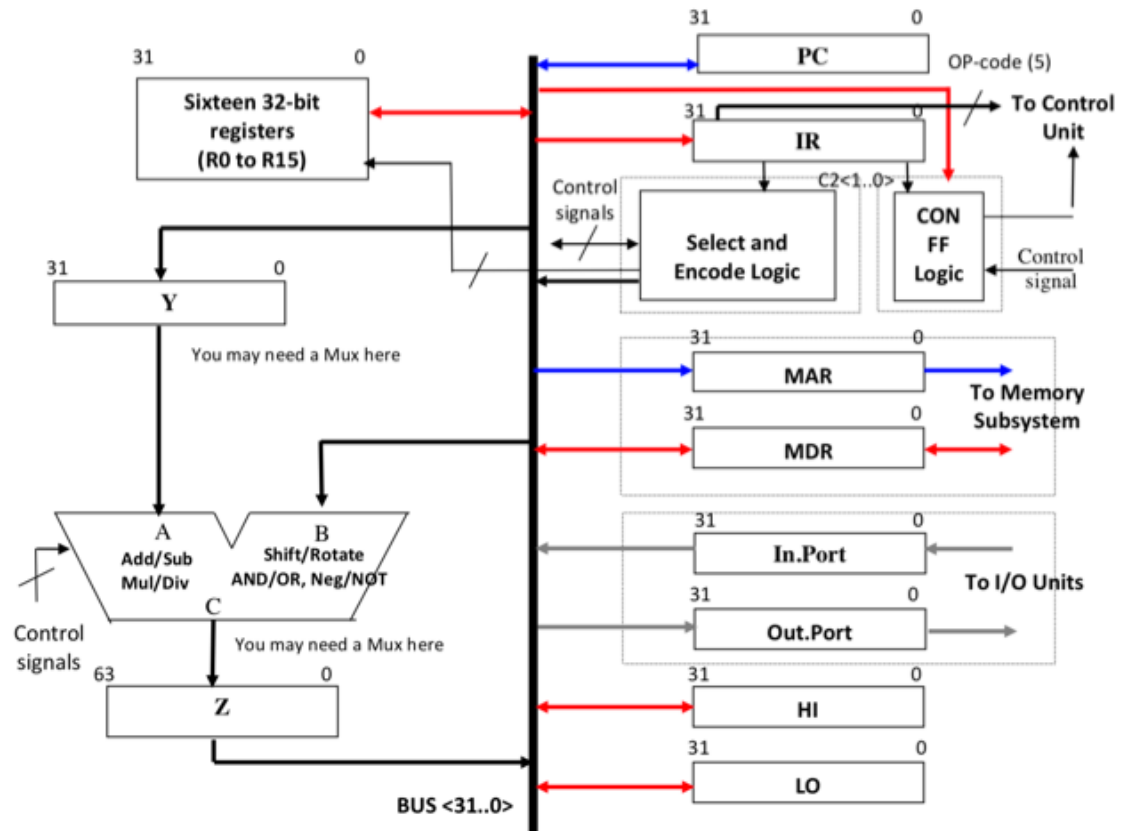 31 0
PC
OP-code (5)
31 0
Sixteen 32-bit
registers
(R0 to R15)
31 0
IR
To Control
Unit
C2<1..0>
Control
signals
Select and
Encode Logic
CON
FF
Logic
Control
signal
31 0
Y
You may need a Mux here
31 0
MAR
To Memory
Subsystem
31 0
MDR
A
Add/Sub
Mul/Div
B
Shift/Rotate
AND/OR, Neg/NOT
C
Control
signals
31 0
In.Port
To I/O Units
31 0
Out.Port
You may need a Mux here
63 0
Z
31 0
HI
31 0
LO
BUS <31..0>